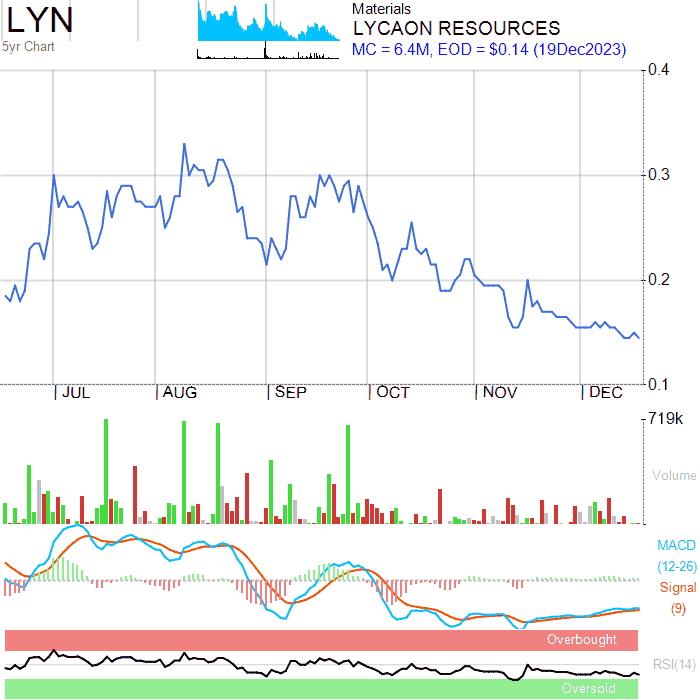 LYN
5yr Chart
Materials
LYCAON RESOURCES
MC = 6.4M, EOD = $0.14 (19Dec2023)
0.4
0.3
0.2
0.1
JUL AUG SEP OCT NOV DEC
719k
Volume
MACD
(12-26)
Signal
(9)
Overbought
RSI(14)
Oversold